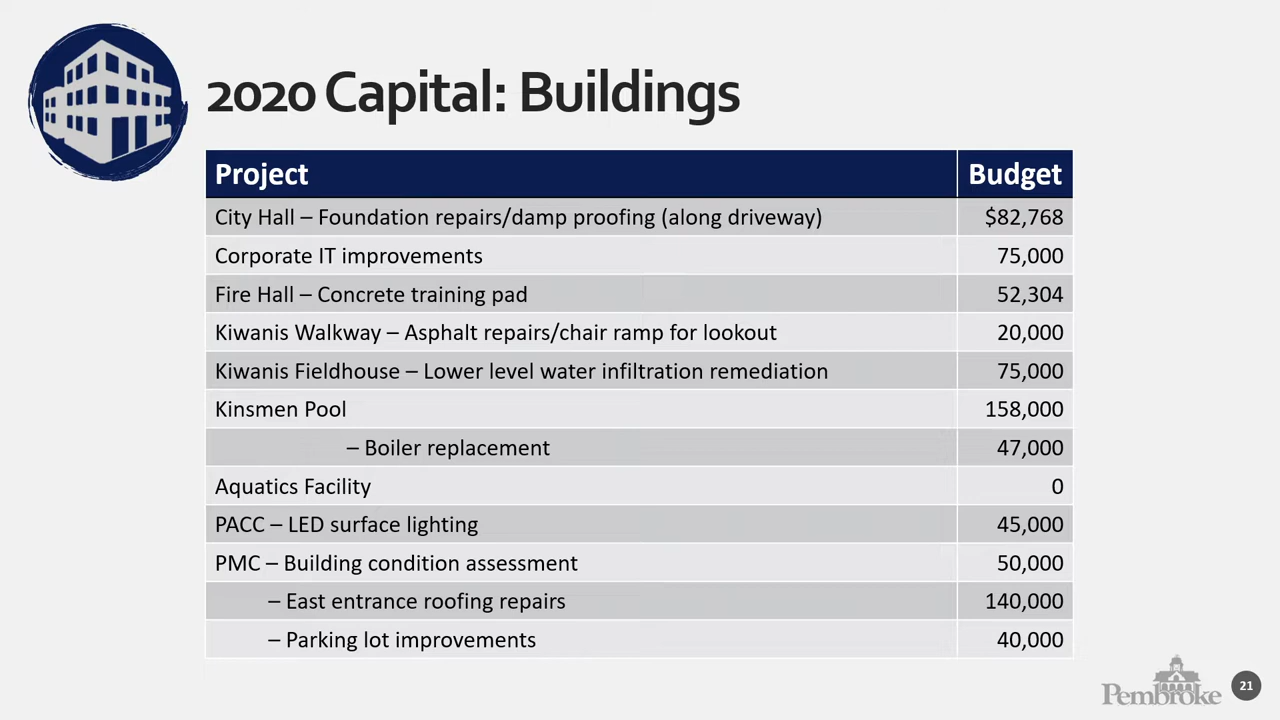 2020 Capital: Buildings
Project Budget
City Hall – Foundation repairs/damp proofing (along driveway) $82,768
Corporate IT improvements 75,000
Fire Hall – Concrete training pad 52,304
Kiwanis Walkway – Asphalt repairs/chair ramp for lookout 20,000
Kiwanis Fieldhouse – Lower level water infiltration remediation 75,000
Kinsmen Pool 158,000
– Boiler replacement 47,000
Aquatics Facility 0
PACC – LED surface lighting 45,000
PMC – Building condition assessment 50,000
– East entrance roofing repairs 140,000
– Parking lot improvements 40,000
Pembroke 21